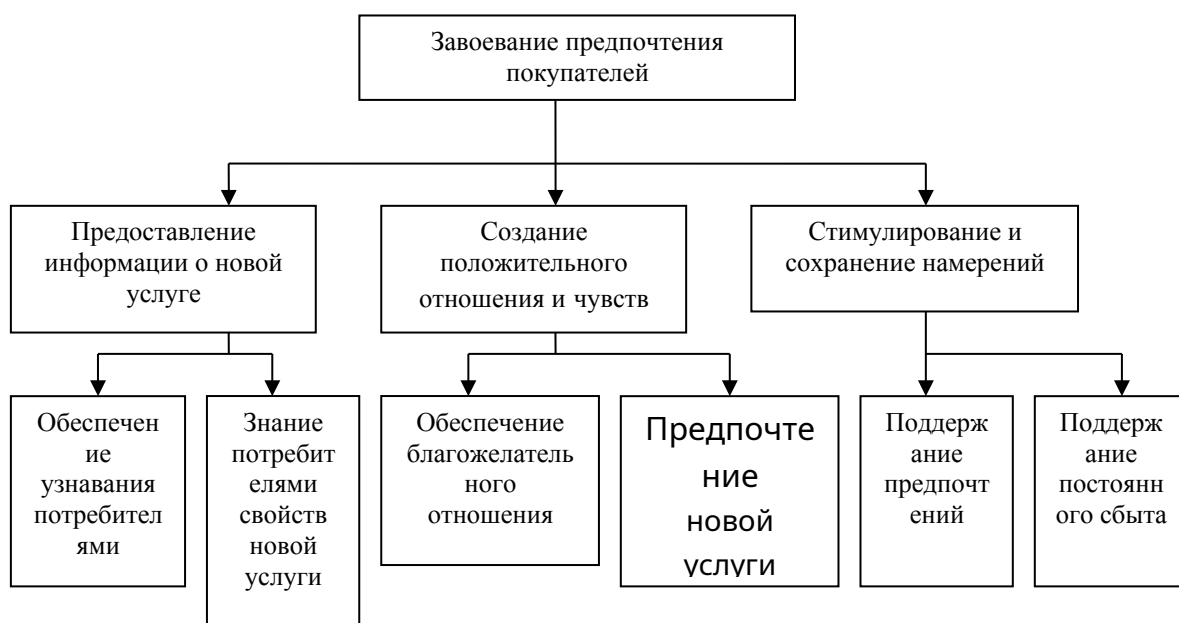 Завоевание предпочтения
покупателей
Предоставление
информации о новой
услуге
Создание
положительного
отношения и чувств
Стимулирование и
сохранение намерений
Обеспечен
ие
узнавания
потребител
ями
Знание
потребит
елями
свойств
новой
услуги
Обеспечение
благожелатель
ного
отношения
Предпочте
ние
новой
услуги
Поддерж
ание
предпочт
ений
Поддерж
ание
постоянн
ого сбыта